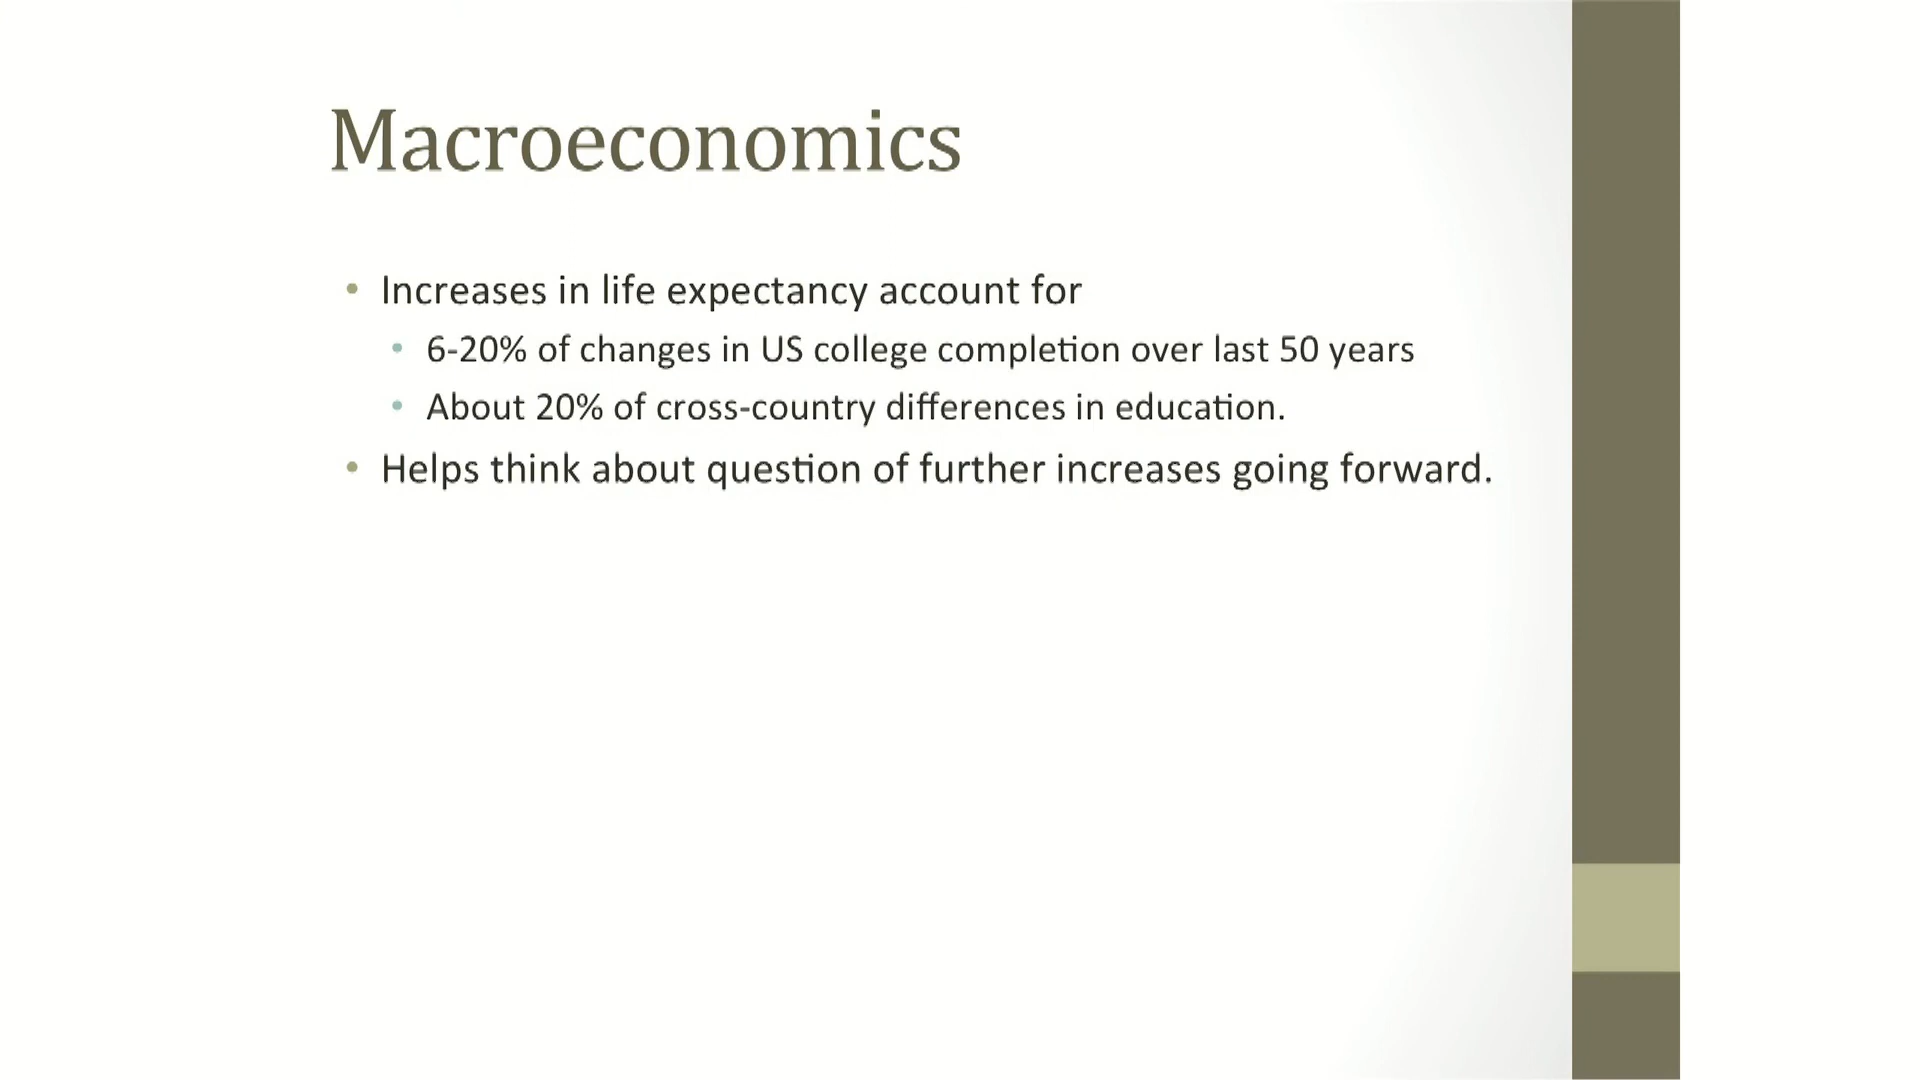 Macroeconomics
• Increases in life expectancy account for
• 6-20% of changes in US college completion over last 50 years
• About 20% of cross-country differences in education.
• Helps think about question of further increases going forward.